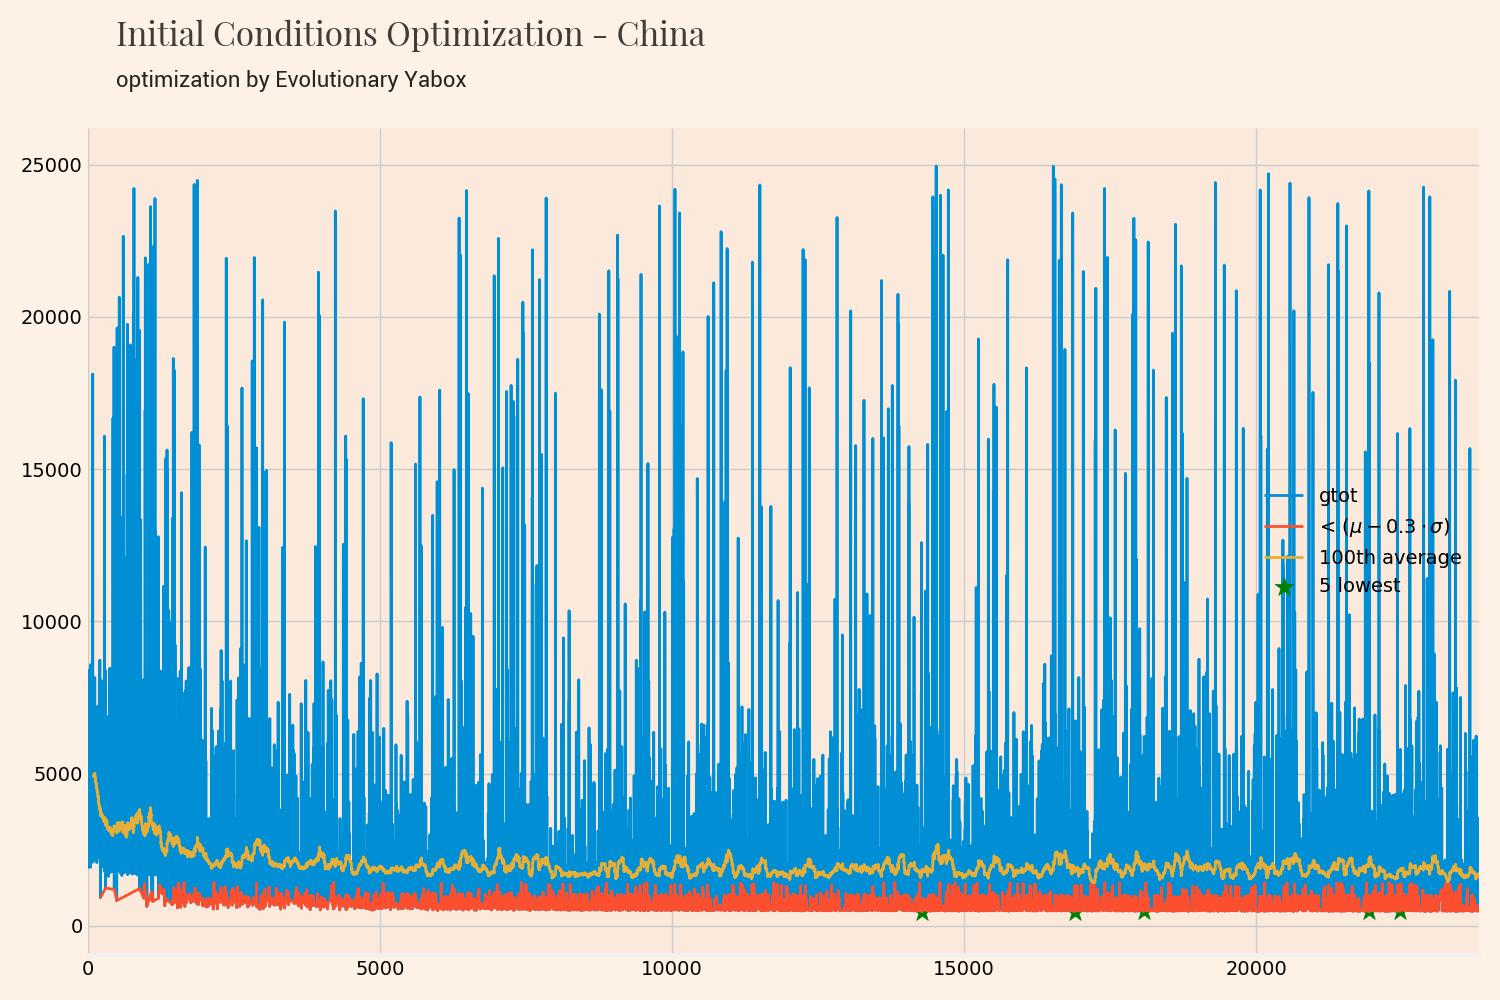 Initial Conditions Optimization - China
optimization by Evolutionary Yabox
25000
20000
15000
10000
5000
0
gtot
< (μ − 0.3 · σ)
100th average
5 lowest
0 5000 10000 15000 20000